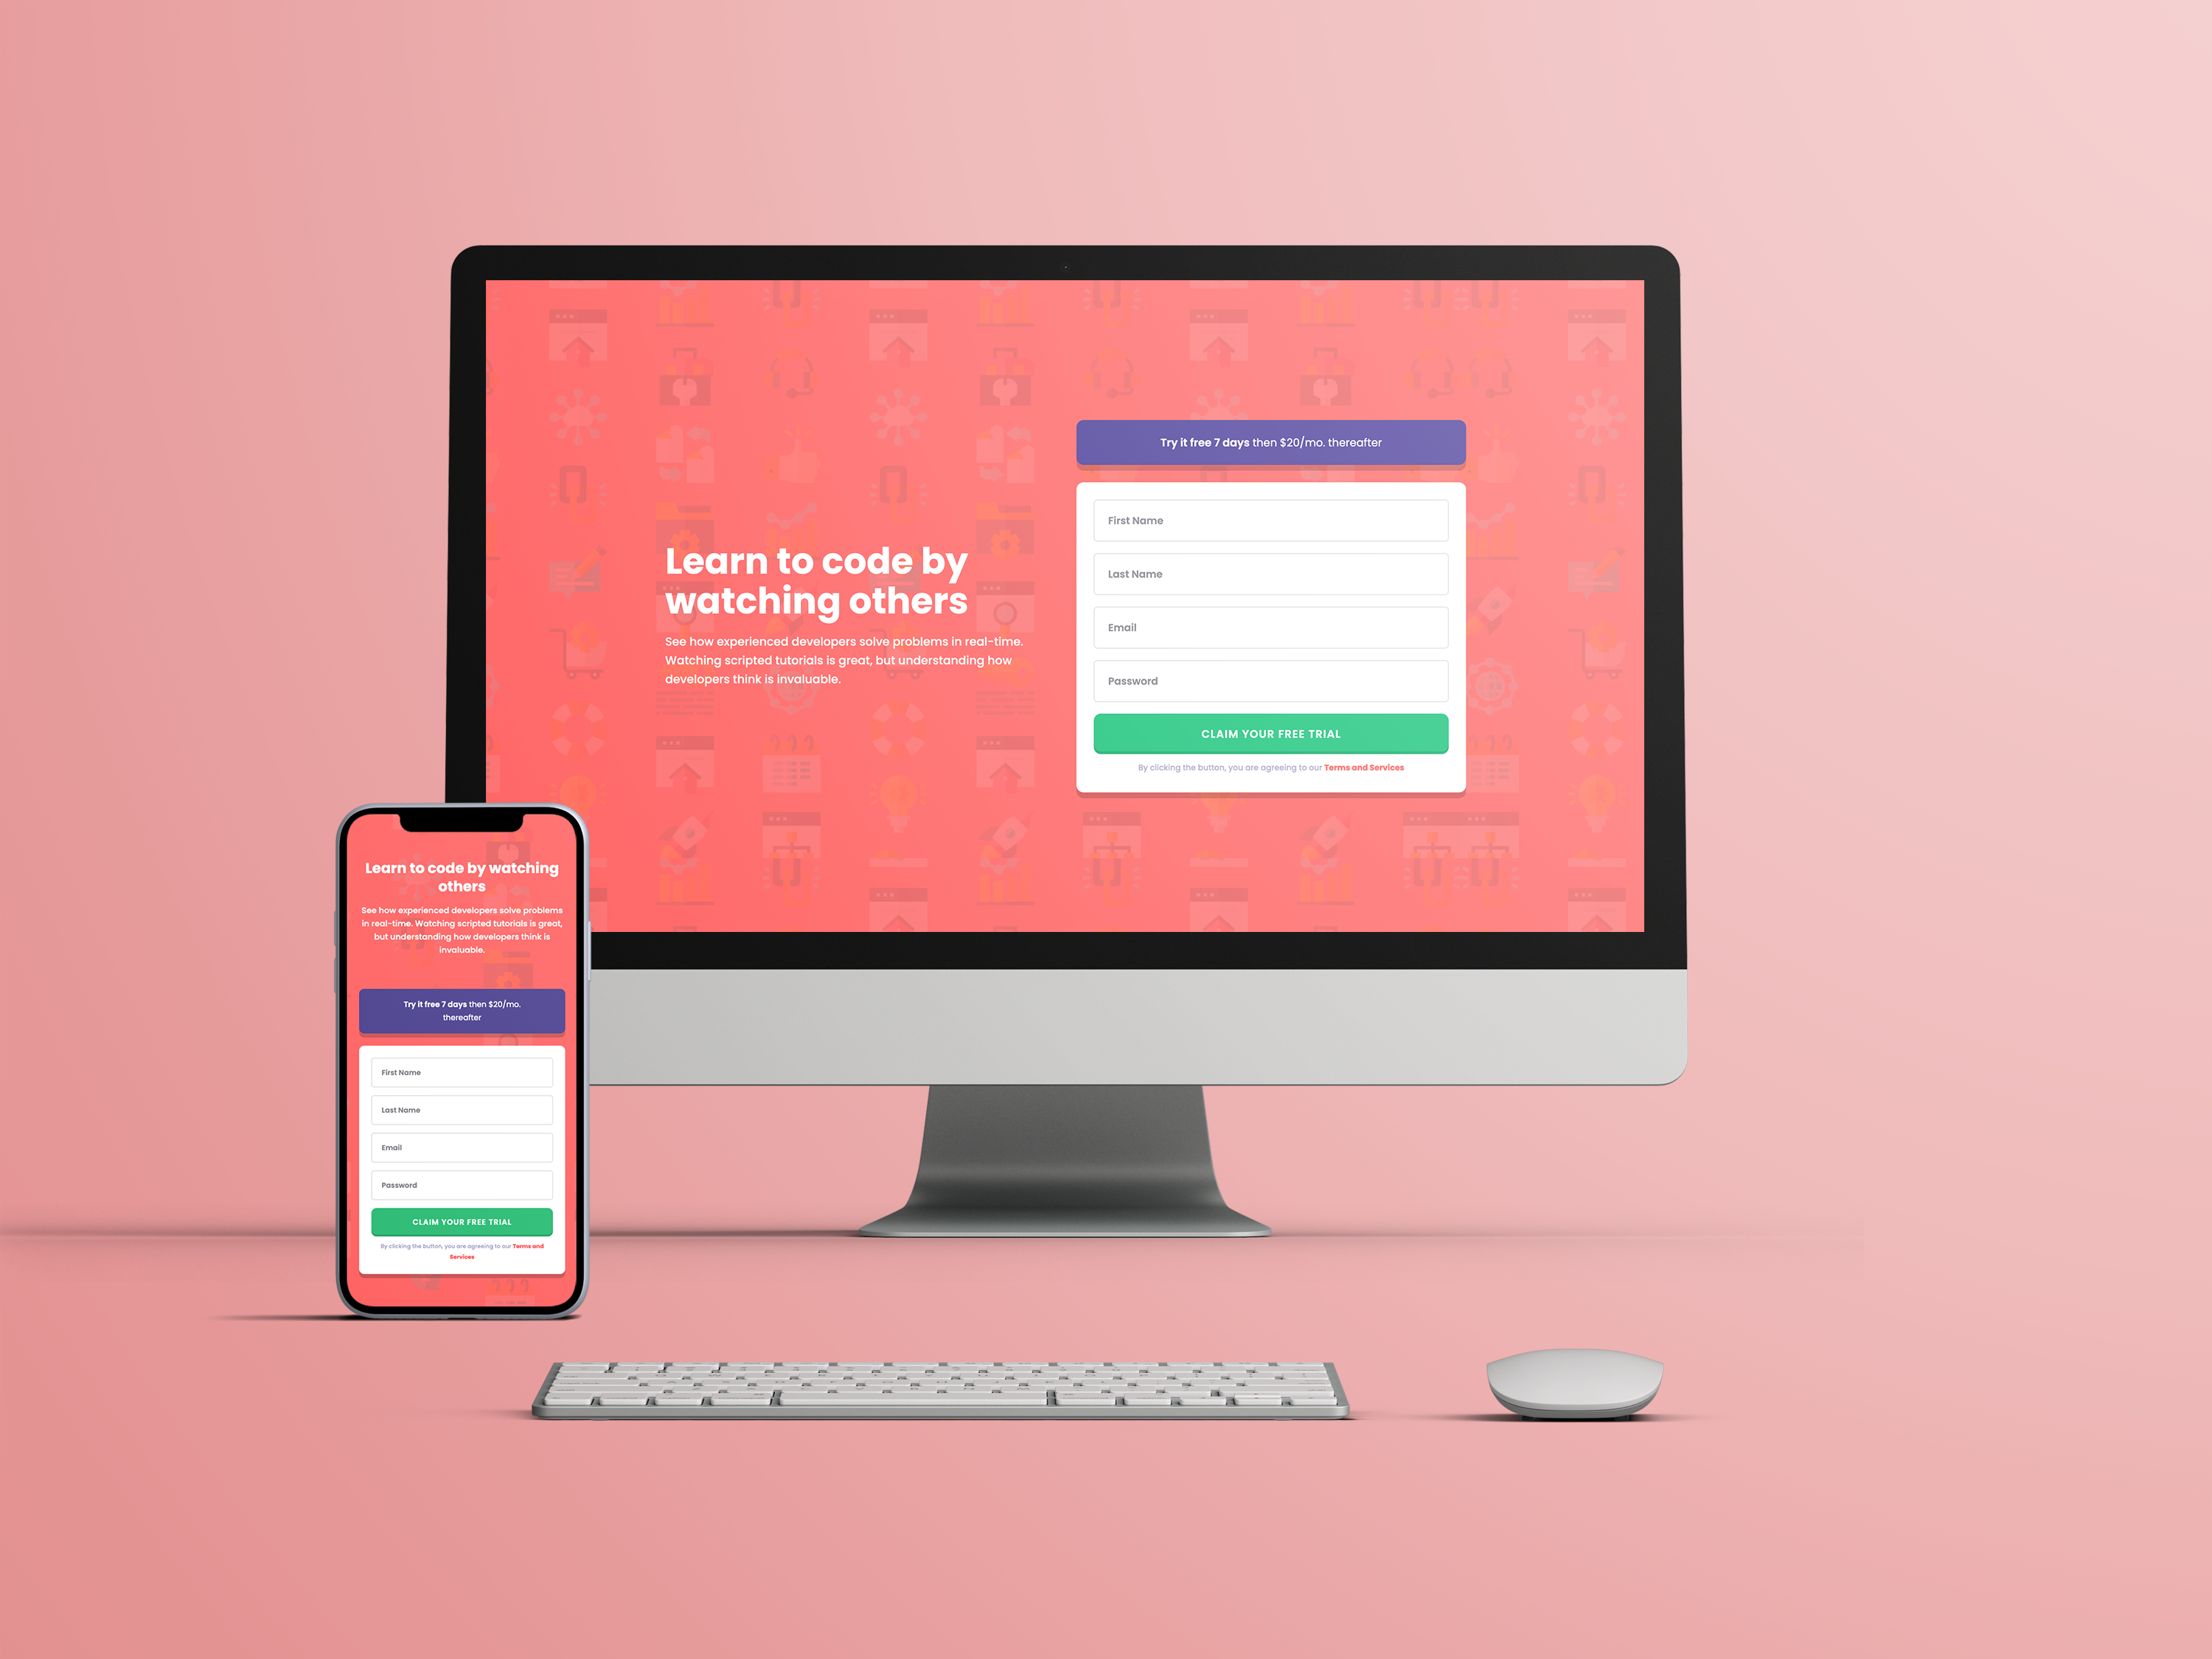 Learn to code by
watching others
See how experienced developers solve problems in real-time.
Watching scripted tutorials is great, but understanding how
developers think is invaluable.
Try it free 7 days then $20/mo. thereafter
First Name
Last Name
Email
Password
CLAIM YOUR FREE TRIAL
By clicking the button, you are agreeing to our Terms and Services
Learn to code by watching
others
See how experienced developers solve problems
in real-time. Watching scripted tutorials is great,
but understanding how developers think is
invaluable.
Try it free 7 days then $20/mo.
thereafter
First Name
Last Name
Email
Password
CLAIM YOUR FREE TRIAL
By clicking the button, you are agreeing to our Terms and
Services